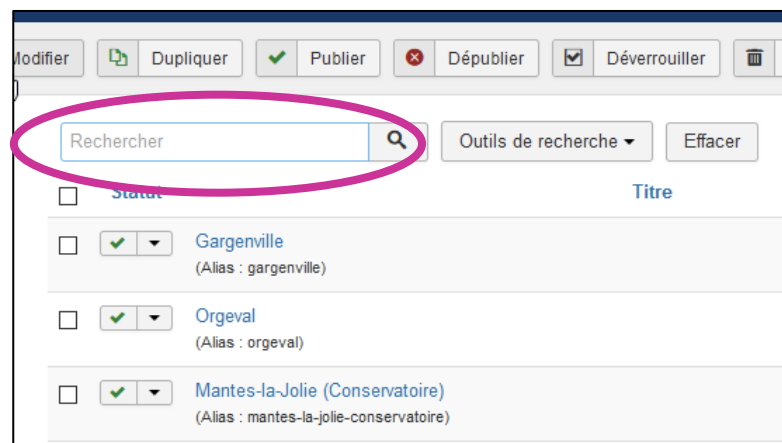 Modifier Dupliquer Publier Dépublier Déverrouiller
Rechercher Outils de recherche Effacer
Statut Titre
Gargenville
(Alias : gargenville)
Orgeval
(Alias : orgeval)
Mantes-la-Jolie (Conservatoire)
(Alias : mantes-la-jolie-conservatoire)